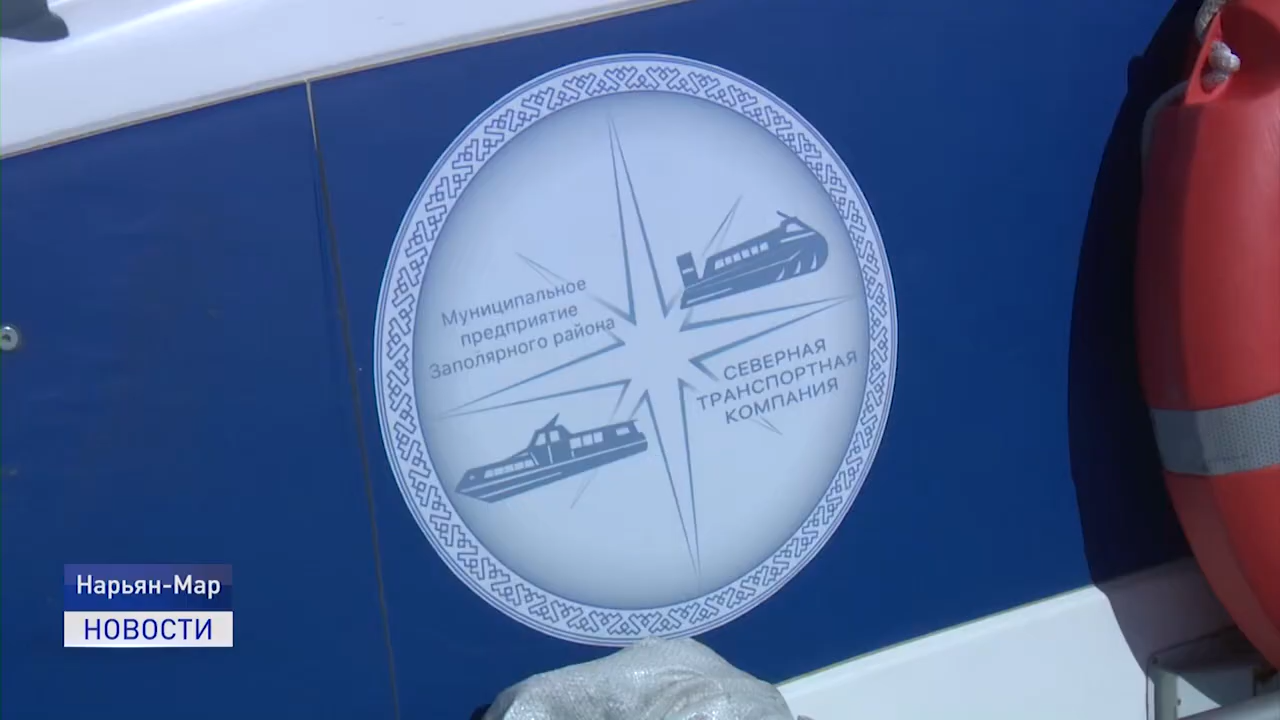 Муниципальное
предприятие
Заполярного района
СЕВЕРНАЯ
ТРАНСПОРТНАЯ
КОМПАНИЯ
Нарьян-Мар
НОВОСТИ